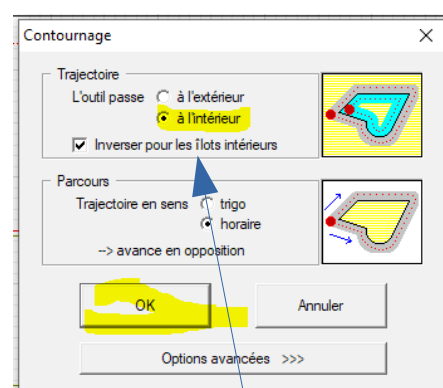 Contournage
Trajectoire
L'outil passe à l'extérieur
à l'intérieur
Inverser pour les îlots intérieurs
Parcours
Trajectoire en sens trigo
horaire
--> avance en opposition
OK Annuler
Options avancées >>>